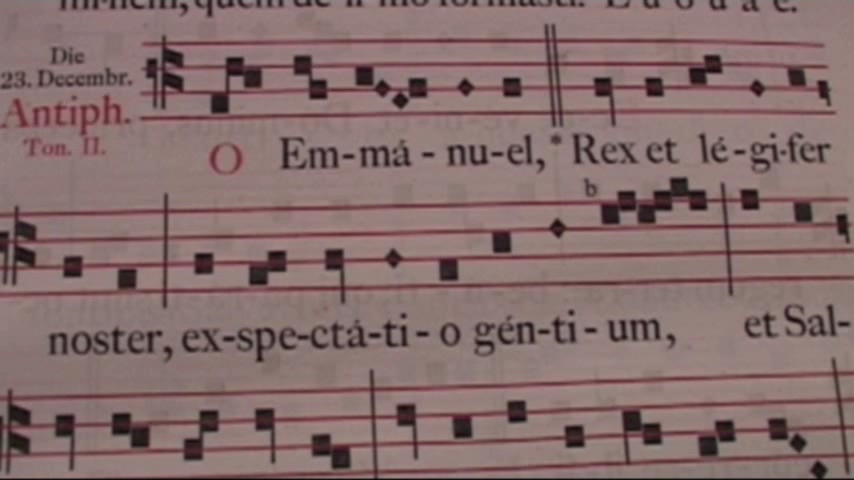 Die
23. Decembr.
Antiph.
Ton. II.
O Em-má-nu-el,* Rex et lé-gi-fer
b
noster, ex-spe-ctá-ti-o gén-ti-um, et Sal-